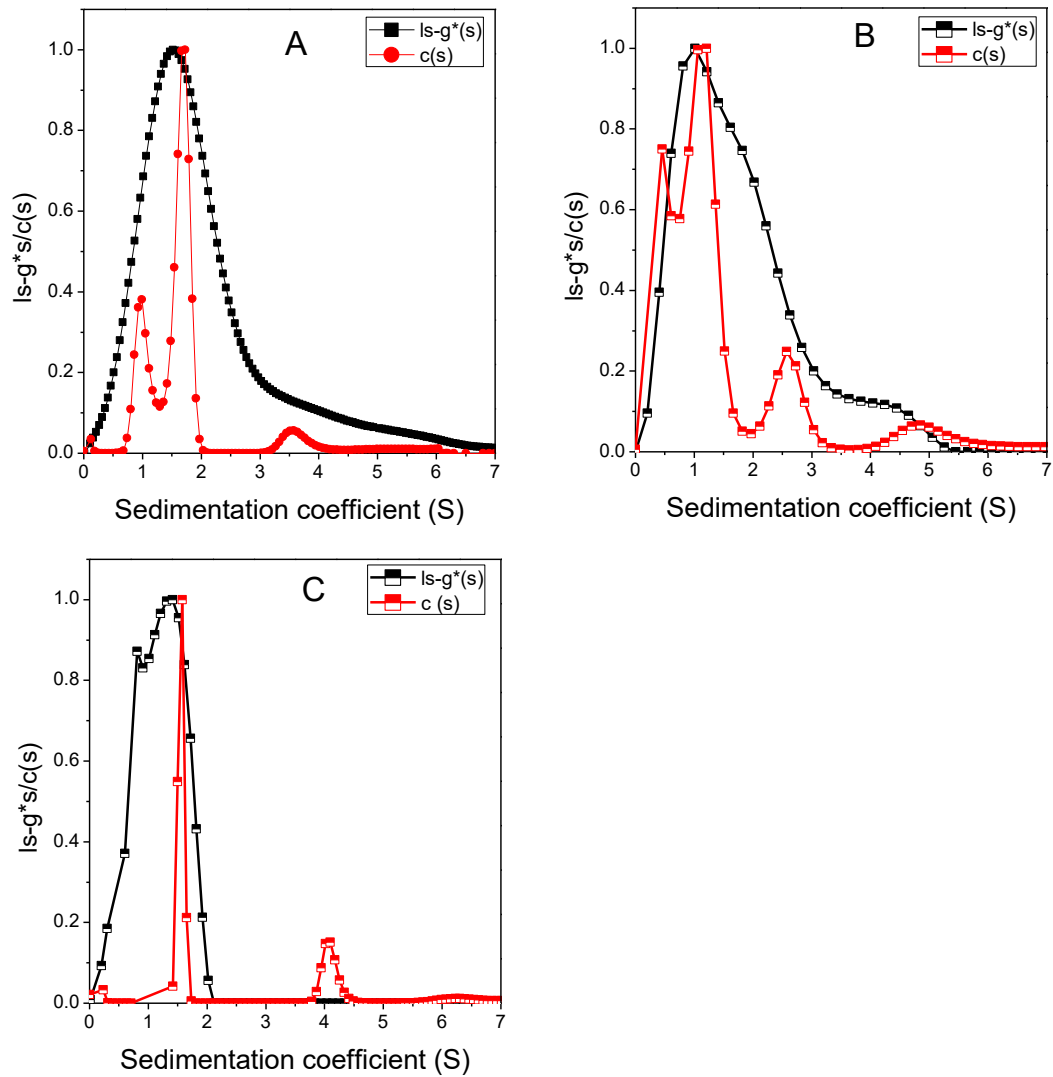 A
ls-g*(s)
c(s)
1.0
0.8
0.6
0.4
0.2
0.0
ls-g*s/c(s)
0 1 2 3 4 5 6 7
Sedimentation coefficient (S)
B
ls-g*(s)
c(s)
1.0
0.8
0.6
0.4
0.2
0.0
ls-g*s/c(s)
0 1 2 3 4 5 6 7
Sedimentation coefficient (S)
C
ls-g*(s)
c (s)
1.0
0.8
0.6
0.4
0.2
0.0
ls-g*s/c(s)
0 1 2 3 4 5 6 7
Sedimentation coefficient (S)